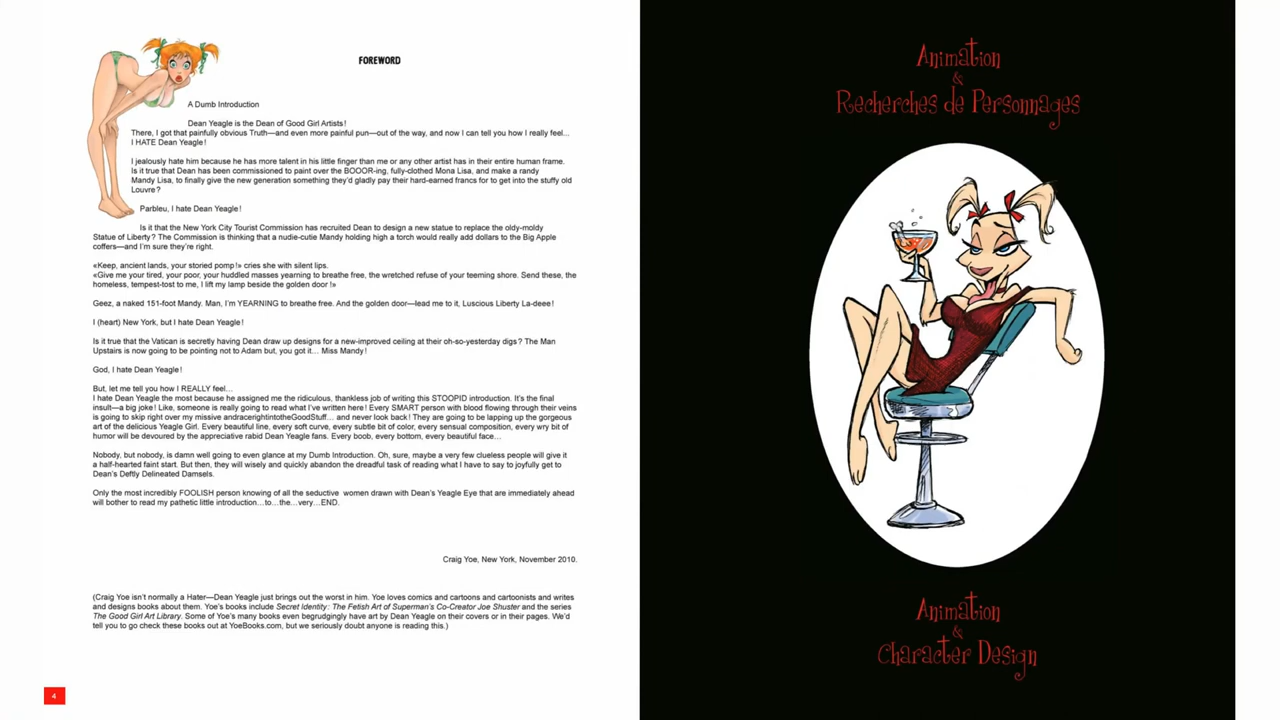 FOREWORD
A Dumb Introduction
Dean Yeagle is the Dean of Good Girl Artists!
There, I got that painfully obvious Truth—and even more painful pun—out of the way, and now I can tell you how I really feel...
I HATE Dean Yeagle!
I jealously hate him because he has more talent in his little finger than me or any other artist has in their entire human frame.
Is it true that Dean has been commissioned to paint over the BOOOR-ing, fully-clothed Mona Lisa, and make a randy
Mandy Lisa, to finally give the new generation something they'd gladly pay their hard-earned francs for to get into the stuffy old
Louvre?
Parbleu, I hate Dean Yeagle!
Is it that the New York City Tourist Commission has recruited Dean to design a new statue to replace the oldy-moldy
Statue of Liberty? The Commission is thinking that a nudie-cutie Mandy holding high a torch would really add dollars to the Big Apple
coffers—and I'm sure they're right.
«Keep, ancient lands, your storied pomp!» cries she with silent lips.
«Give me your tired, your poor, your huddled masses yearning to breathe free, the wretched refuse of your teeming shore. Send these, the
homeless, tempest-tost to me, I lift my lamp beside the golden door!»
Geez, a naked 151-foot Mandy. Man, I'm YEARNING to breathe free. And the golden door—lead me to it, Luscious Liberty La-deee!
I (heart) New York, but I hate Dean Yeagle!
Is it true that the Vatican is secretly having Dean draw up designs for a new-improved ceiling at their oh-so-yesterday digs? The Man
Upstairs is now going to be pointing not to Adam but, you got it… Miss Mandy!
God, I hate Dean Yeagle!
But, let me tell you how I REALLY feel…
I hate Dean Yeagle the most because he assigned me the ridiculous, thankless job of writing this STOOPID introduction. It's the final
insult—a big joke! Like, someone is really going to read what I've written here! Every SMART person with blood flowing through their veins
is going to skip right over my missive andracerightintotheGoodStuff… and never look back! They are going to be lapping up the gorgeous
art of the delicious Yeagle Girl. Every beautiful line, every soft curve, every subtle bit of color, every sensual composition, every wry bit of
humor will be devoured by the appreciative rabid Dean Yeagle fans. Every boob, every bottom, every beautiful face…
Nobody, but nobody, is damn well going to even glance at my Dumb Introduction. Oh, sure, maybe a very few clueless people will give it
a half-hearted faint start. But then, they will wisely and quickly abandon the dreadful task of reading what I have to say to joyfully get to
Dean's Deftly Delineated Damsels.
Only the most incredibly FOOLISH person knowing of all the seductive women drawn with Dean's Yeagle Eye that are immediately ahead
will bother to read my pathetic little introduction…to…the…very…END.
Craig Yoe, New York, November 2010.
(Craig Yoe isn't normally a Hater—Dean Yeagle just brings out the worst in him. Yoe loves comics and cartoons and cartoonists and writes
and designs books about them. Yoe's books include Secret Identity: The Fetish Art of Superman's Co-Creator Joe Shuster and the series
The Good Girl Art Library. Some of Yoe's many books even begrudgingly have art by Dean Yeagle on their covers or in their pages. We'd
tell you to go check these books out at YoeBooks.com, but we seriously doubt anyone is reading this.)
4
Animation
&
Recherches de Personnages
Animation
&
Character Design